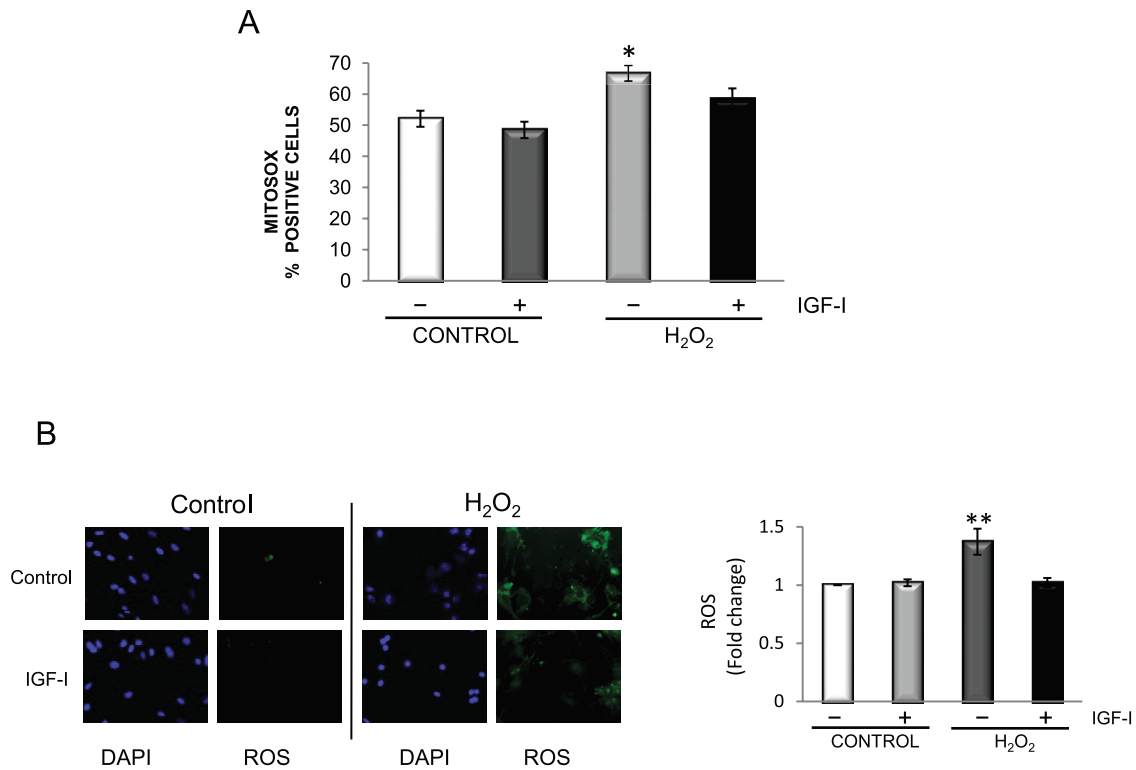 A
*
70
60
50
40
30
20
10
0
MITOSOX
% POSITIVE CELLS
− + − + IGF-I
CONTROL H₂O₂
B
Control H₂O₂
Control
IGF-I
DAPI ROS DAPI ROS
**
1.5
1
0.5
0
ROS
(Fold change)
− + − + IGF-I
CONTROL H₂O₂